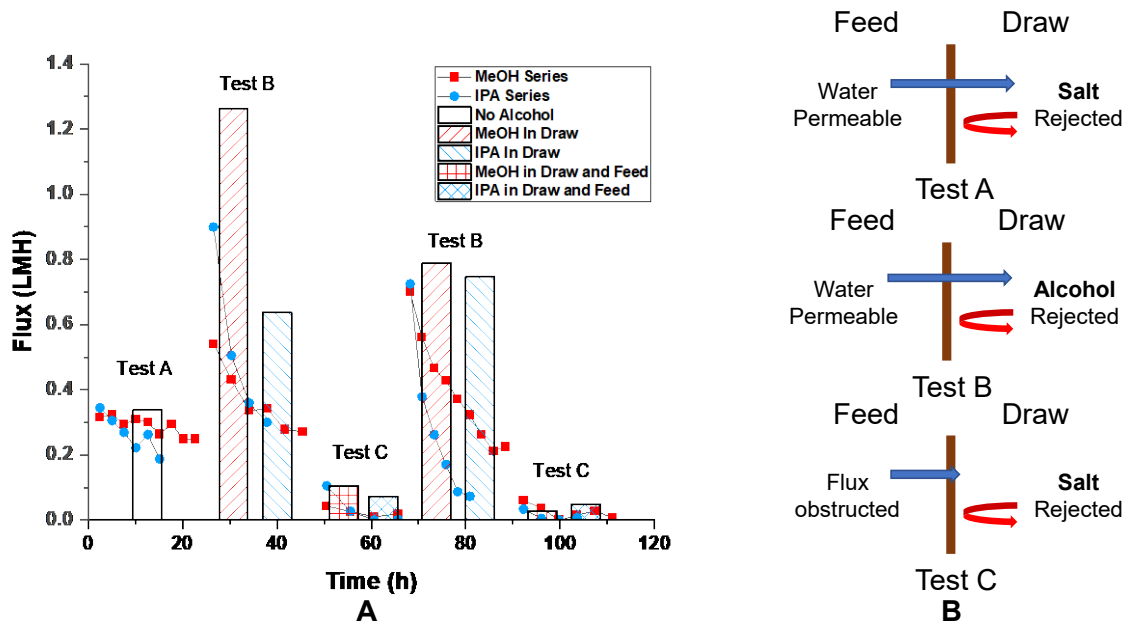 Flux (LMH)
1.4
1.2
1.0
0.8
0.6
0.4
0.2
0.0
0
20
40
60
80
100
120
Time (h)
Test A
Test B
Test C
Test B
Test C
MeOH Series
IPA Series
No Alcohol
MeOH In Draw
IPA In Draw
MeOH in Draw and Feed
IPA in Draw and Feed
A
Feed Draw
Water
Permeable
Salt
Rejected
Test A
Feed Draw
Water
Permeable
Alcohol
Rejected
Test B
Feed Draw
Flux
obstructed
Salt
Rejected
Test C
B